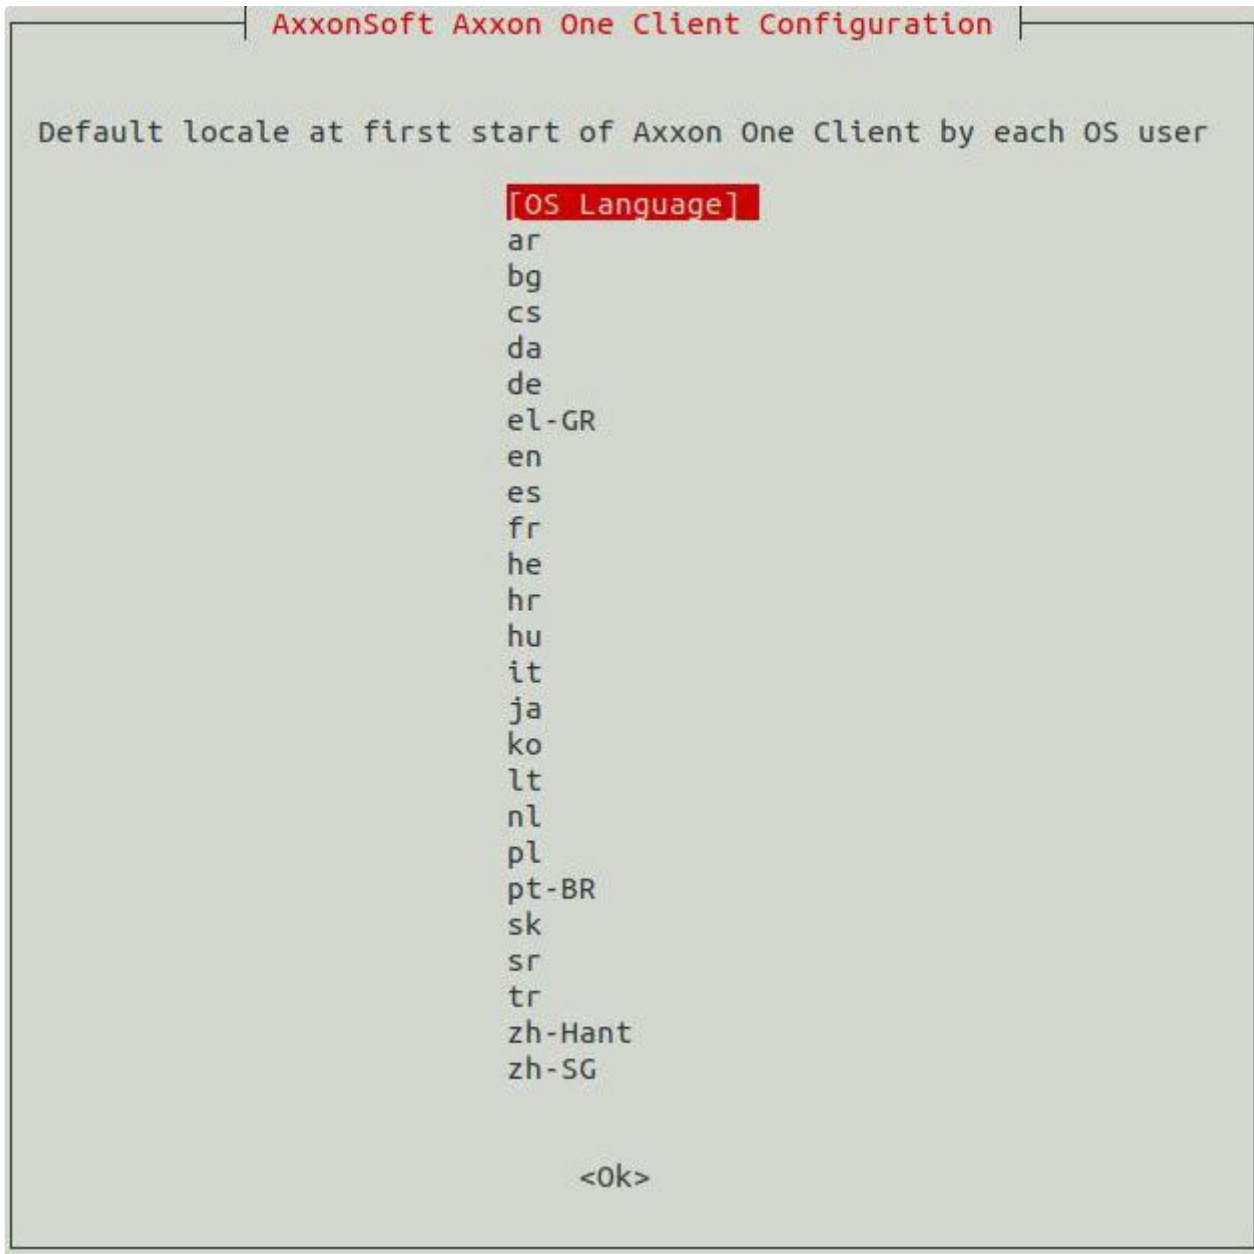 AxxonSoft Axxon One Client Configuration
Default locale at first start of Axxon One Client by each OS user
[OS Language]
ar
bg
cs
da
de
el-GR
en
es
fr
he
hr
hu
it
ja
ko
lt
nl
pl
pt-BR
sk
sr
tr
zh-Hant
zh-SG
<Ok>